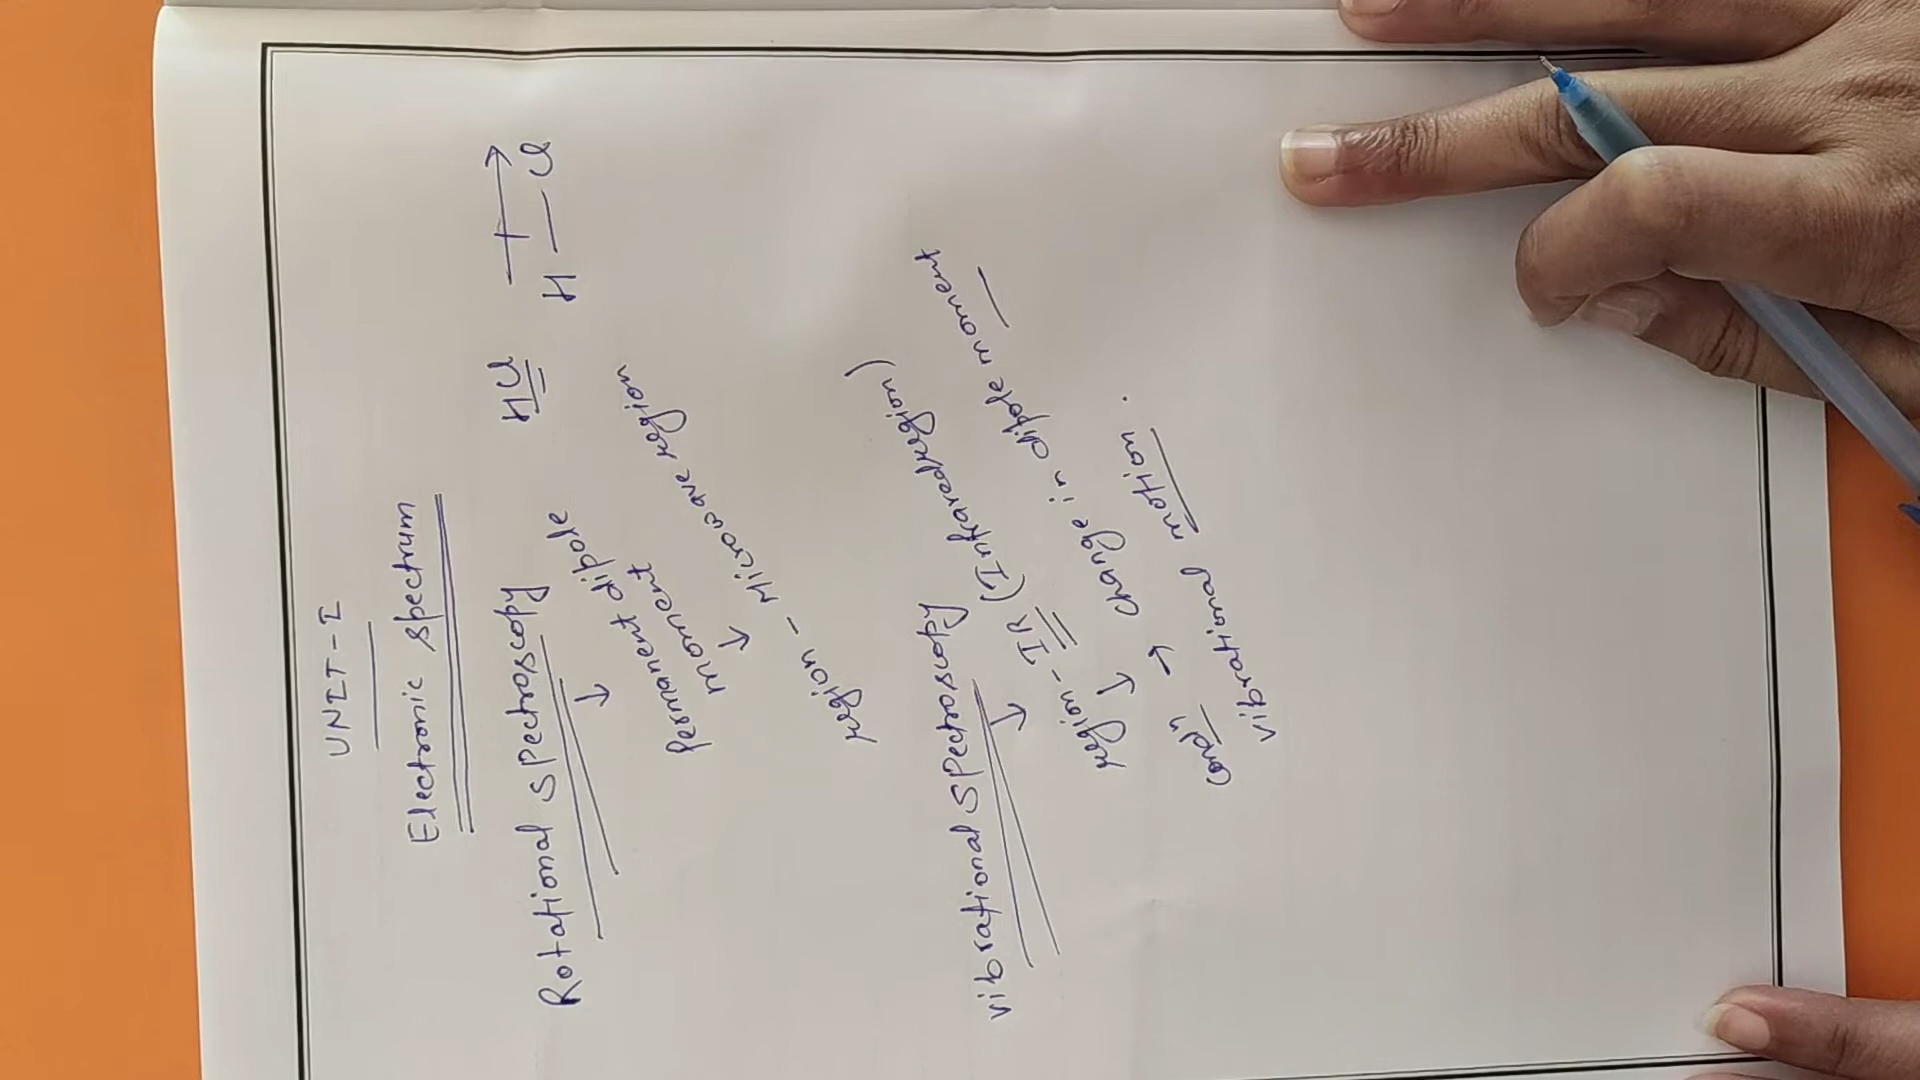 UNIT-I
Electronic spectrum
Rotational spectroscopy HCl H—Cl
↓
Permanent dipole
moment
↓
region - Microwave region
vibrational spectroscopy
↓
region - IR (Infrared region)
↓
condn → change in dipole moment
vibrational motion.